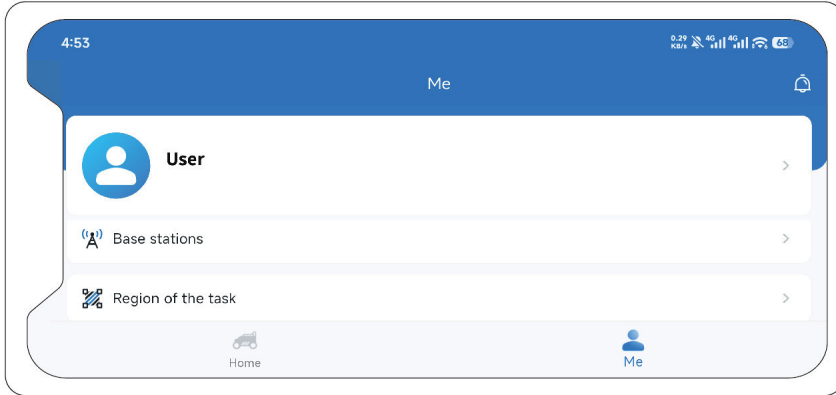 4:53
0.29 KB/s 4G 4G 68
Me
User
Base stations
Region of the task
Home
Me